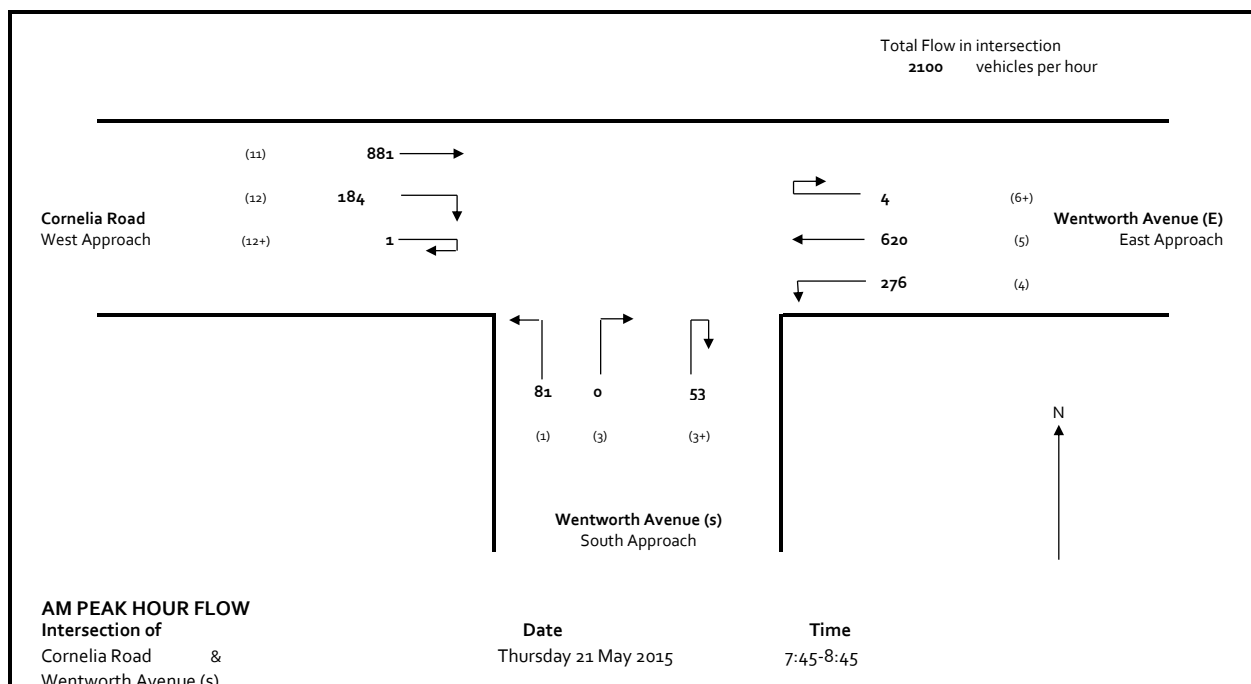 Total Flow in intersection
2100 vehicles per hour
(11) 881
(12) 184
4 (6+)
Cornelia Road
West Approach
(12+) 1
620 (5)
Wentworth Avenue (E)
East Approach
276 (4)
81 0 53
(1) (3) (3+)
N
Wentworth Avenue (s)
South Approach
AM PEAK HOUR FLOW
Intersection of Date Time
Cornelia Road & Thursday 21 May 2015 7:45-8:45
Wentworth Avenue (s)